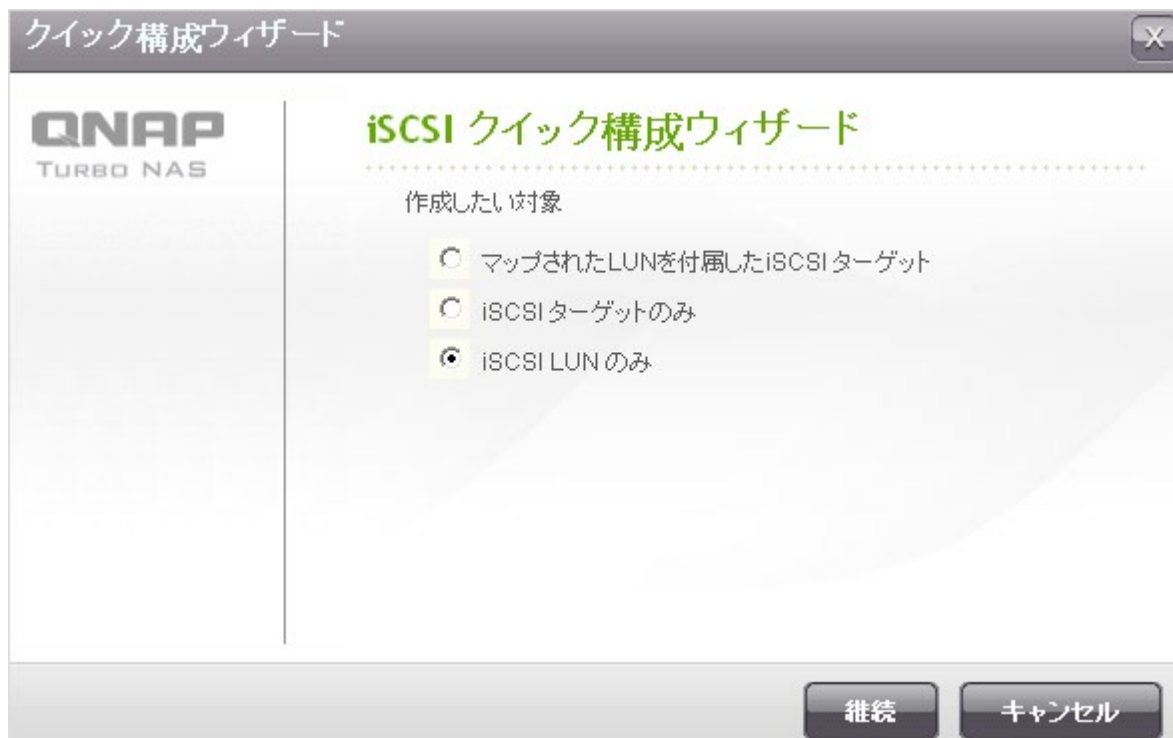 クイック構成ウィザード
X
QNAP
TURBO NAS
iSCSI クイック構成ウィザード
作成したい対象
マップされたLUNを付属したiSCSIターゲット
iSCSIターゲットのみ
iSCSI LUN のみ
継続
キャンセル